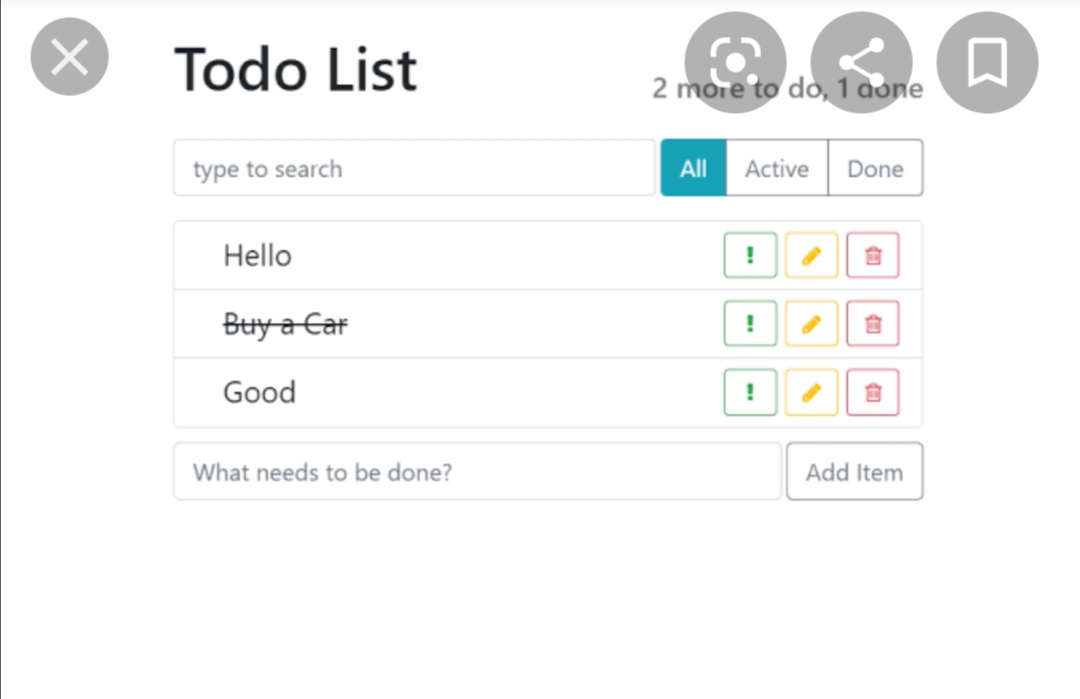 Todo List
2 more to do, 1 done
type to search
All
Active
Done
Hello
Buy a Car
Good
What needs to be done?
Add Item